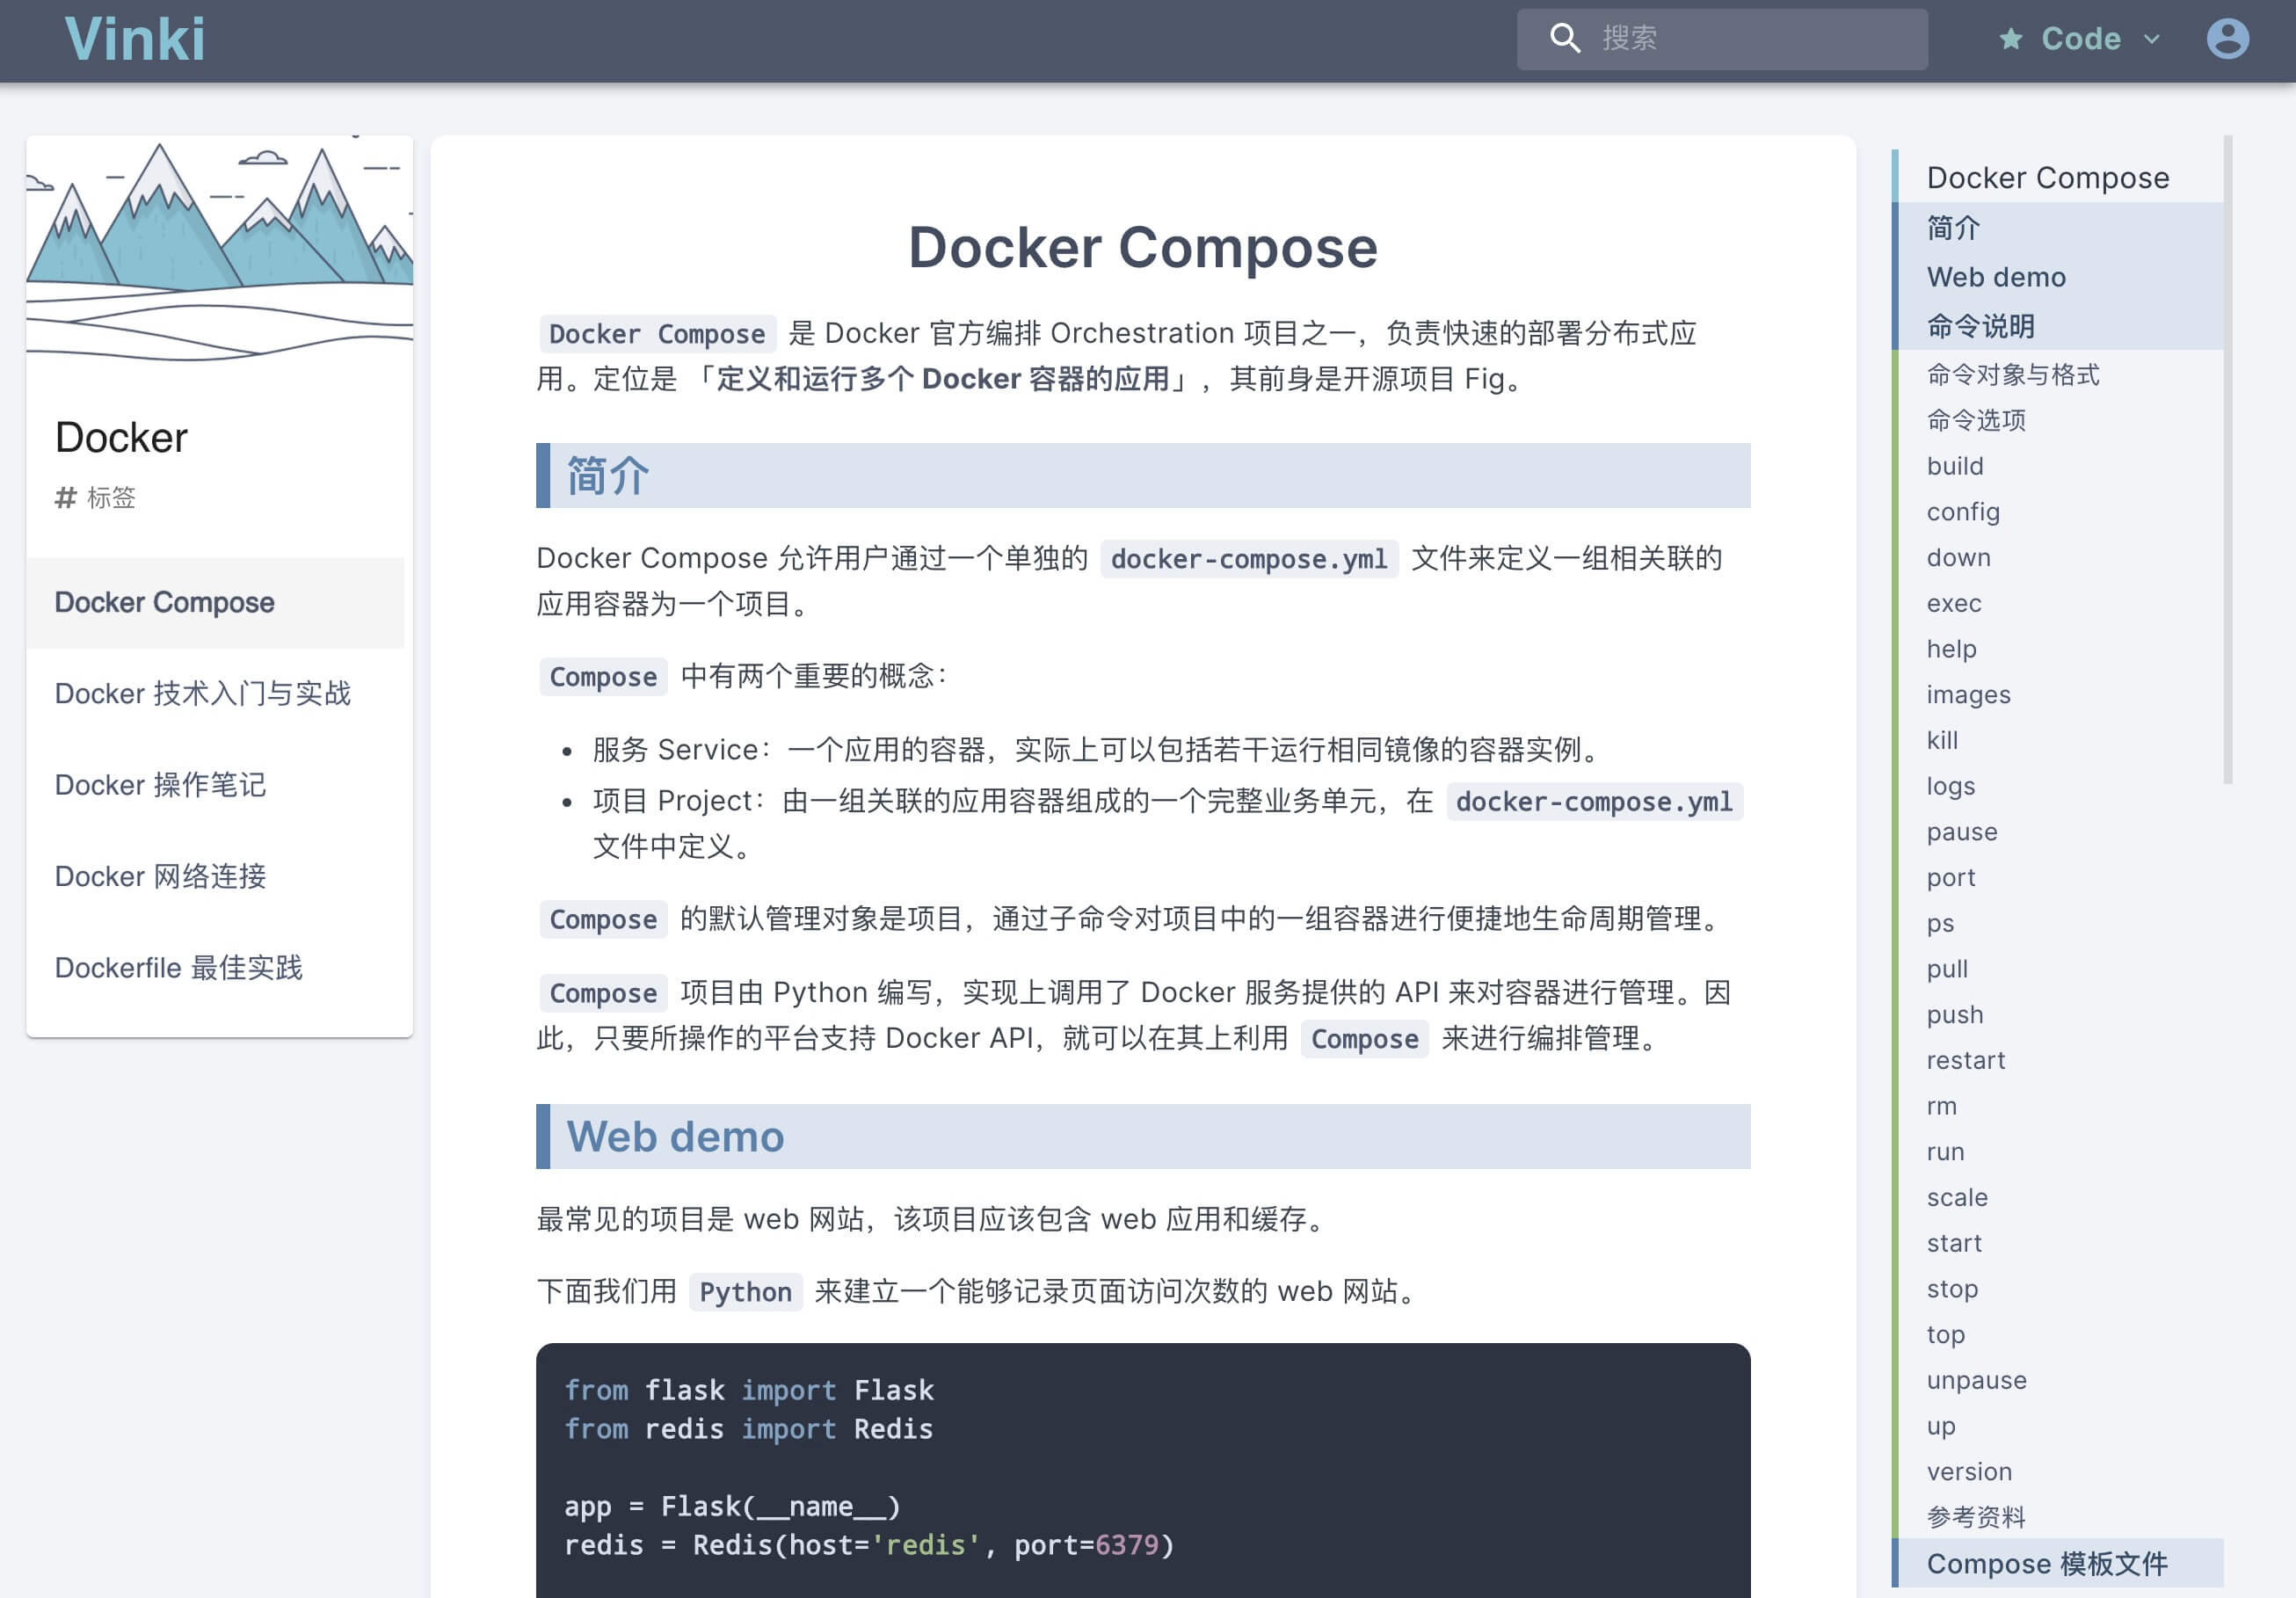 Vinki
搜索
Code
Docker
# 标签
Docker Compose
Docker 技术入门与实战
Docker 操作笔记
Docker 网络连接
Dockerfile 最佳实践
Docker Compose
Docker Compose 是 Docker 官方编排 Orchestration 项目之一，负责快速的部署分布式应
用。定位是 「定义和运行多个 Docker 容器的应用」，其前身是开源项目 Fig。
简介
Docker Compose 允许用户通过一个单独的 docker-compose.yml 文件来定义一组相关联的
应用容器为一个项目。
Compose 中有两个重要的概念：
• 服务 Service：一个应用的容器，实际上可以包括若干运行相同镜像的容器实例。
• 项目 Project：由一组关联的应用容器组成的一个完整业务单元，在 docker-compose.yml
文件中定义。
Compose 的默认管理对象是项目，通过子命令对项目中的一组容器进行便捷地生命周期管理。
Compose 项目由 Python 编写，实现上调用了 Docker 服务提供的 API 来对容器进行管理。因
此，只要所操作的平台支持 Docker API，就可以在其上利用 Compose 来进行编排管理。
Web demo
最常见的项目是 web 网站，该项目应该包含 web 应用和缓存。
下面我们用 Python 来建立一个能够记录页面访问次数的 web 网站。
from flask import Flask
from redis import Redis
app = Flask(__name__)
redis = Redis(host='redis', port=6379)
Docker Compose
简介
Web demo
命令说明
命令对象与格式
命令选项
build
config
down
exec
help
images
kill
logs
pause
port
ps
pull
push
restart
rm
run
scale
start
stop
top
unpause
up
version
参考资料
Compose 模板文件